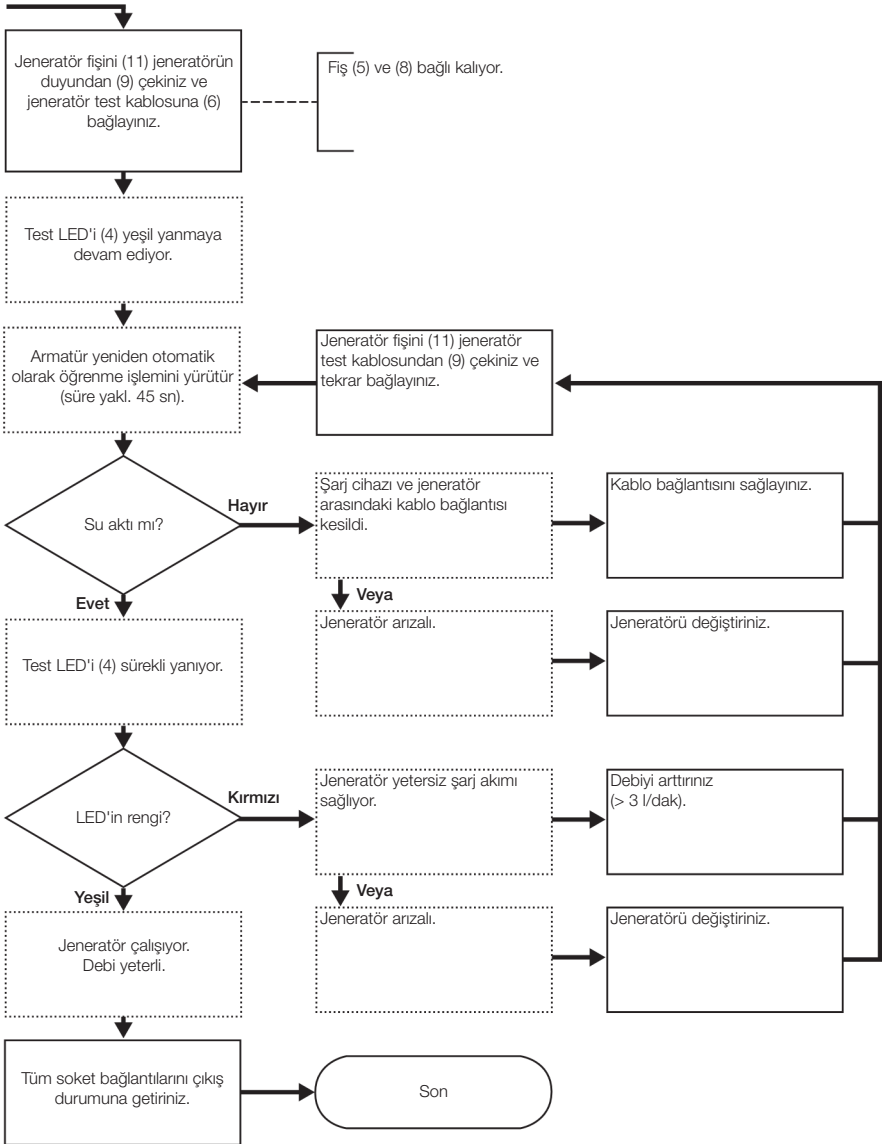 Jeneratör fişini (11) jeneratörün
duyundan (9) çekiniz ve
jeneratör test kablosuna (6)
bağlayınız.
Fiş (5) ve (8) bağlı kalıyor.
Test LED'i (4) yeşil yanmaya
devam ediyor.
Armatür yeniden otomatik
olarak öğrenme işlemini yürütür
(süre yakl. 45 sn).
Jeneratör fişini (11) jeneratör
test kablosundan (9) çekiniz ve
tekrar bağlayınız.
Su aktı mı?
Hayır
Şarj cihazı ve jeneratör
arasındaki kablo bağlantısı
kesildi.
Kablo bağlantısını sağlayınız.
Evet
Veya
Jeneratör arızalı.
Jeneratörü değiştiriniz.
Test LED'i (4) sürekli yanıyor.
LED'in rengi?
Kırmızı
Jeneratör yetersiz şarj akımı
sağlıyor.
Debiyi arttırınız
(> 3 l/dak).
Yeşil
Veya
Jeneratör arızalı.
Jeneratörü değiştiriniz.
Jeneratör çalışıyor.
Debi yeterli.
Tüm soket bağlantılarını çıkış
durumuna getiriniz.
Son